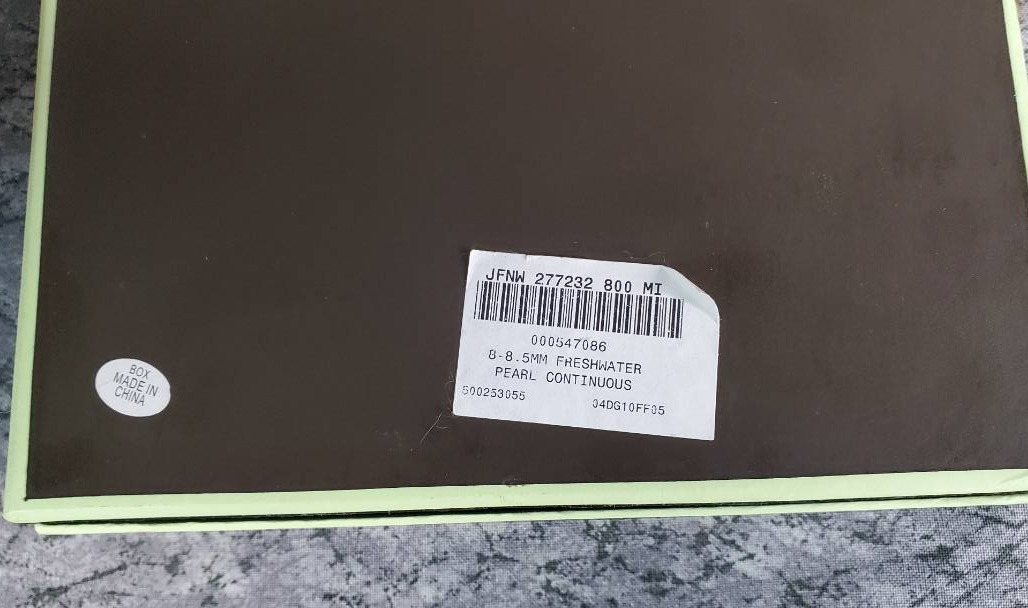 JFNW 277232 800 MI
000547086
8-8.5MM FRESHWATER
PEARL CONTINUOUS
500253055
04DG10FF05
BOX
MADE IN
CHINA